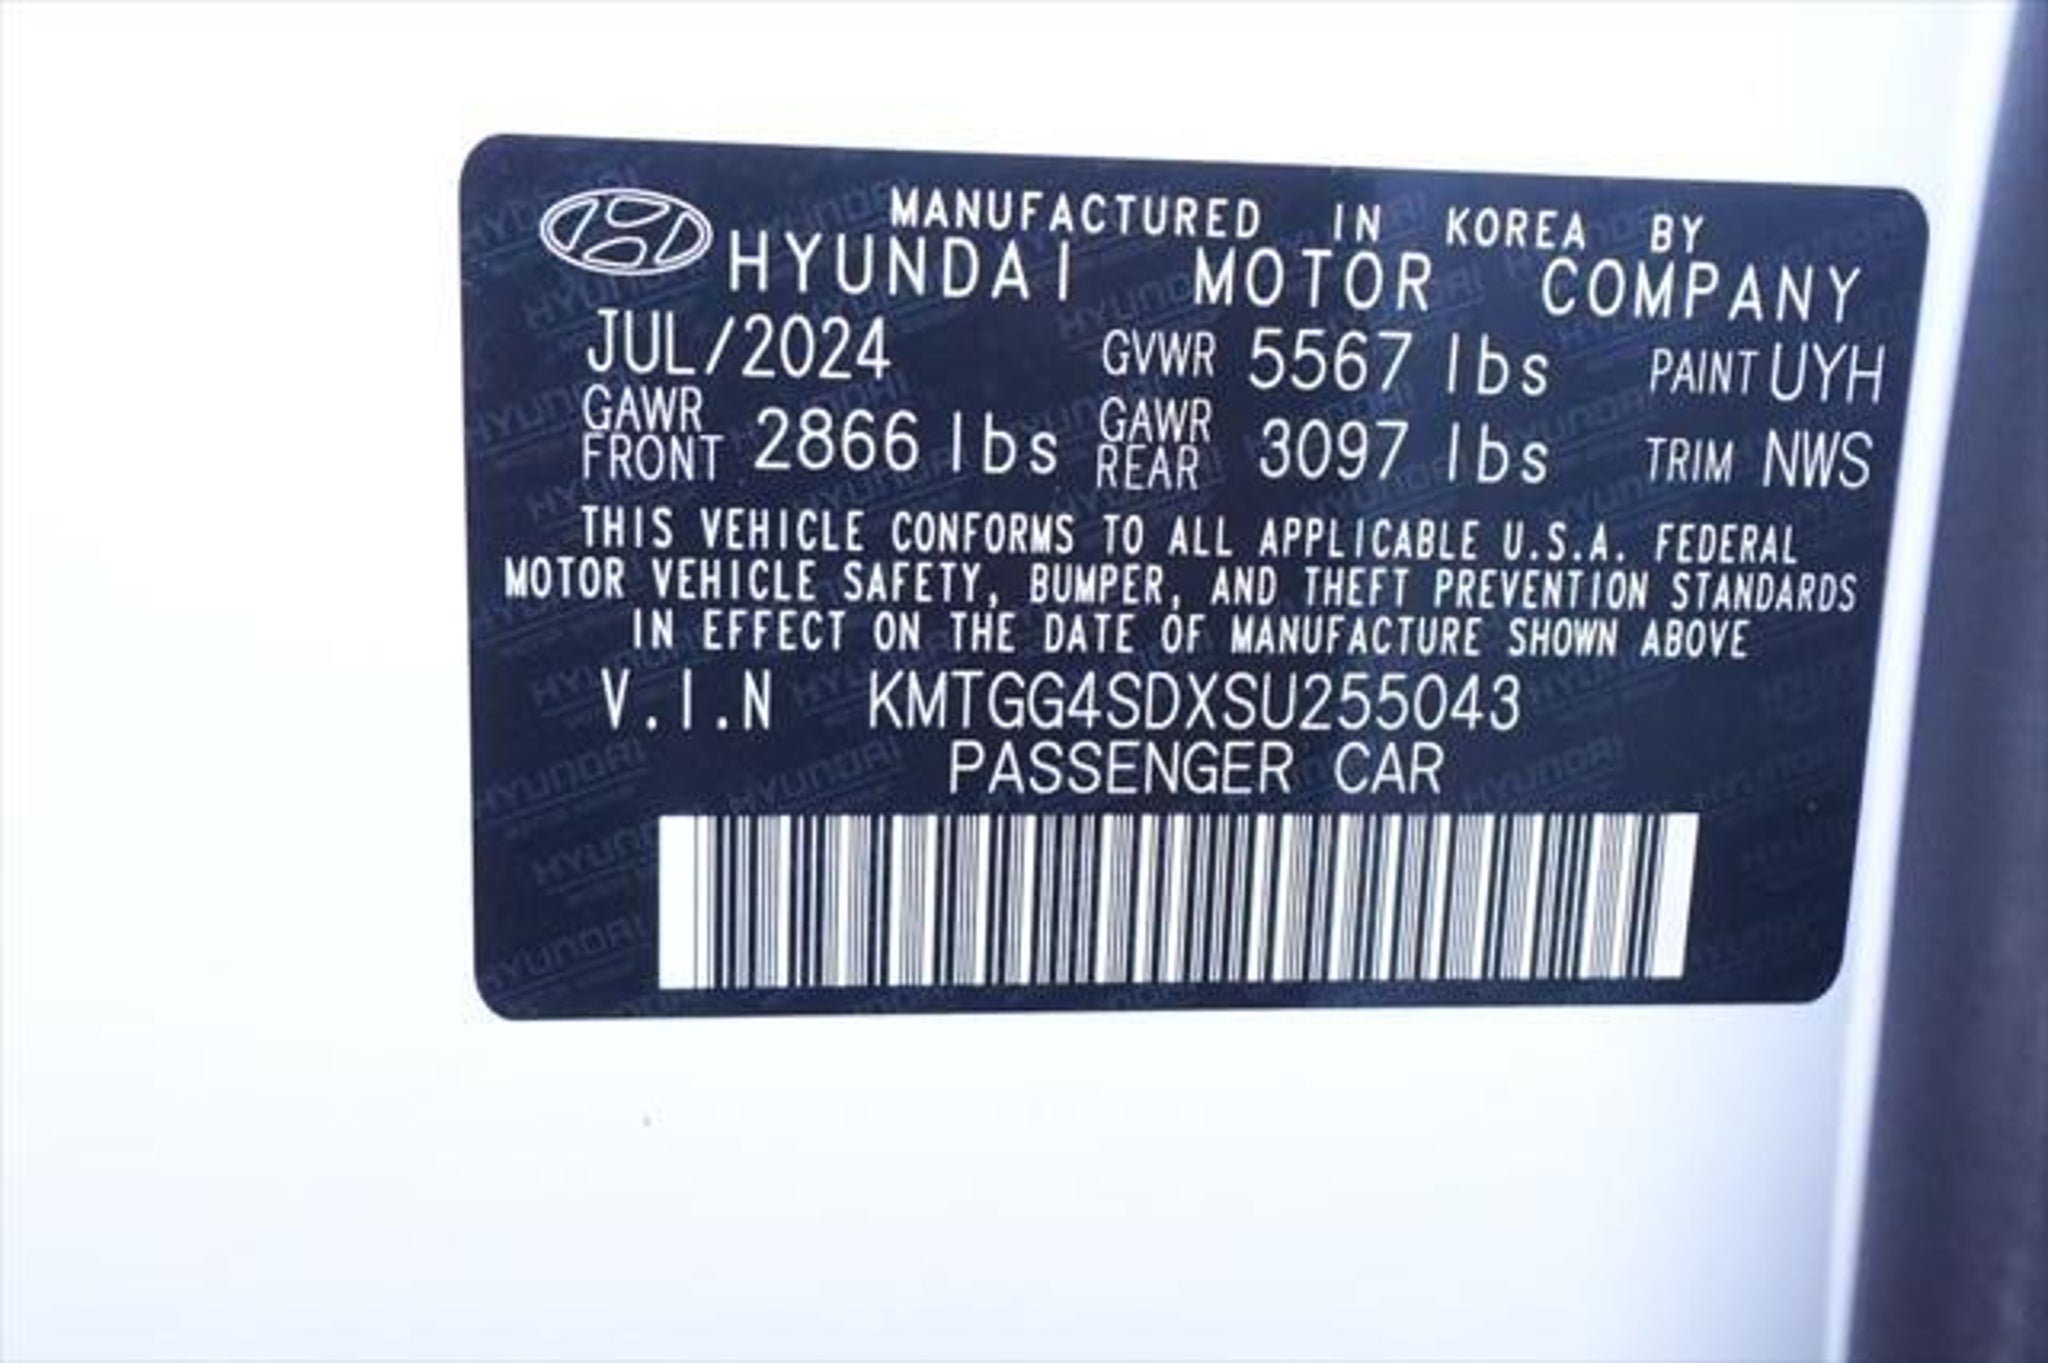 MANUFACTURED IN KOREA BY
HYUNDAI MOTOR COMPANY
JUL/2024 GVWR 5567 lbs PAINT UYH
GAWR FRONT 2866 lbs GAWR REAR 3097 lbs TRIM NWS
THIS VEHICLE CONFORMS TO ALL APPLICABLE U.S.A. FEDERAL
MOTOR VEHICLE SAFETY, BUMPER, AND THEFT PREVENTION STANDARDS
IN EFFECT ON THE DATE OF MANUFACTURE SHOWN ABOVE
V.I.N KMTGG4SDXSU255043
PASSENGER CAR